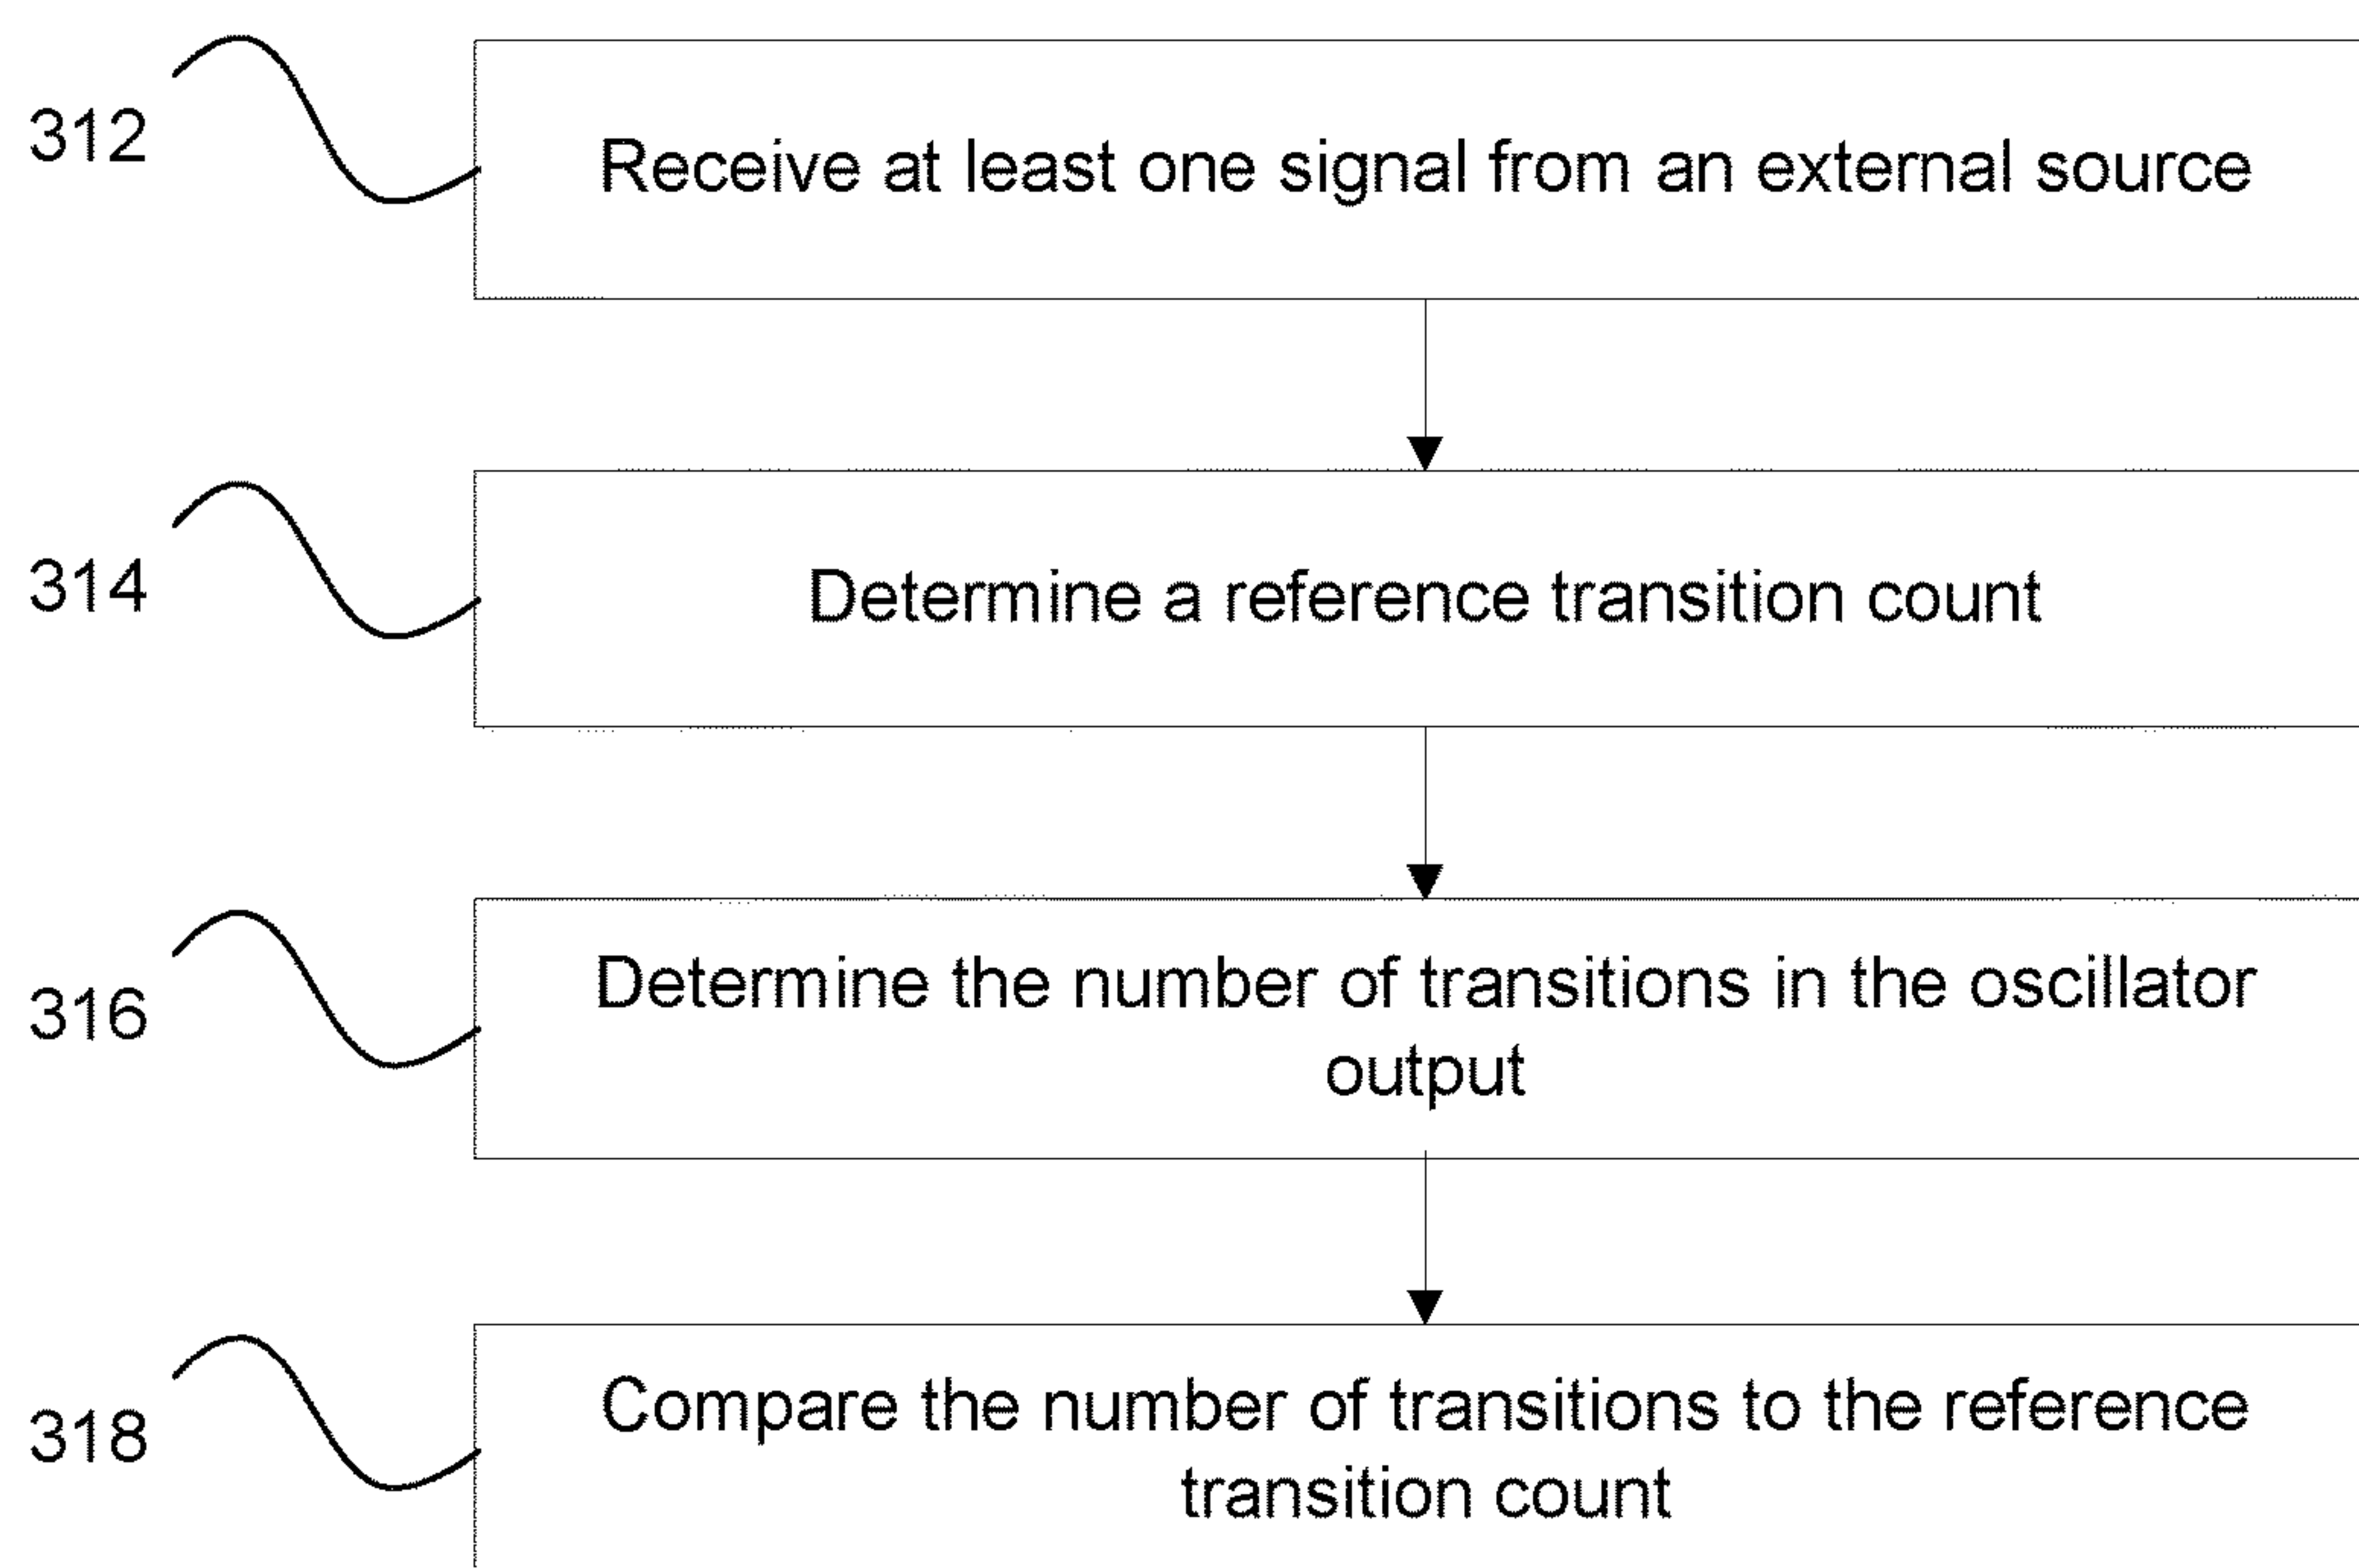 312
Receive at least one signal from an external source
314
Determine a reference transition count
316
Determine the number of transitions in the oscillator
output
318
Compare the number of transitions to the reference
transition count